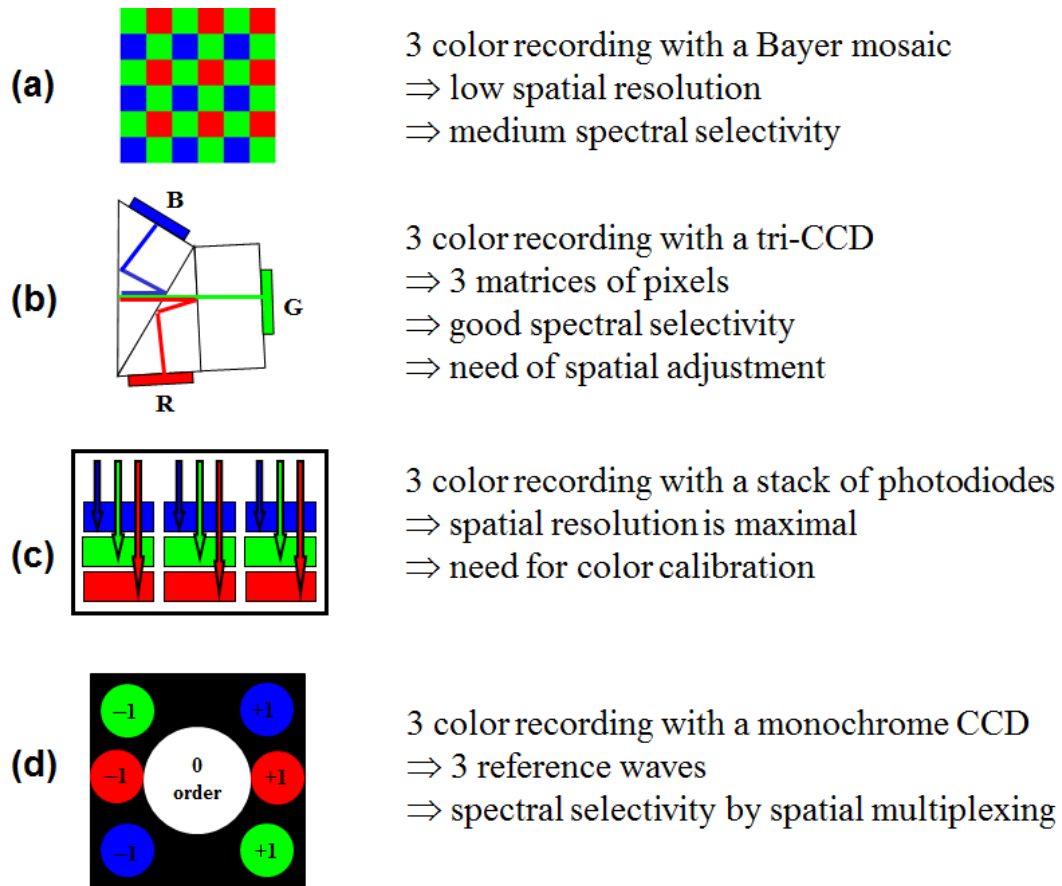 (a)
3 color recording with a Bayer mosaic
⇒ low spatial resolution
⇒ medium spectral selectivity
(b)
B
G
R
3 color recording with a tri-CCD
⇒ 3 matrices of pixels
⇒ good spectral selectivity
⇒ need of spatial adjustment
(c)
3 color recording with a stack of photodiodes
⇒ spatial resolution is maximal
⇒ need for color calibration
(d)
–1
+1
–1
0
order
+1
–1
+1
3 color recording with a monochrome CCD
⇒ 3 reference waves
⇒ spectral selectivity by spatial multiplexing